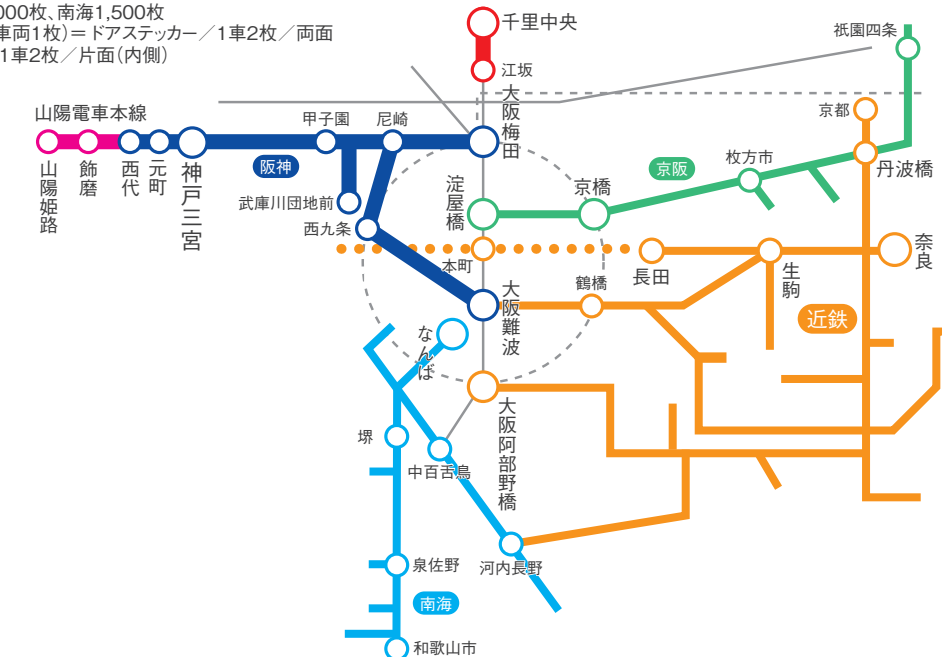 000枚、南海1,500枚
車両1枚）＝ドアステッカー／1車2枚／両面
1車2枚／片面（内側）
千里中央
江坂
祇園四条
山陽電車本線
甲子園
尼崎
大阪梅田
京都
山陽姫路
飾磨
西代
元町
神戸三宮
阪神
武庫川団地前
西九条
淀屋橋
京橋
京阪
枚方市
丹波橋
本町
大阪難波
鶴橋
長田
生駒
奈良
近鉄
なんば
大阪阿部野橋
堺
中百舌鳥
泉佐野
河内長野
南海
和歌山市